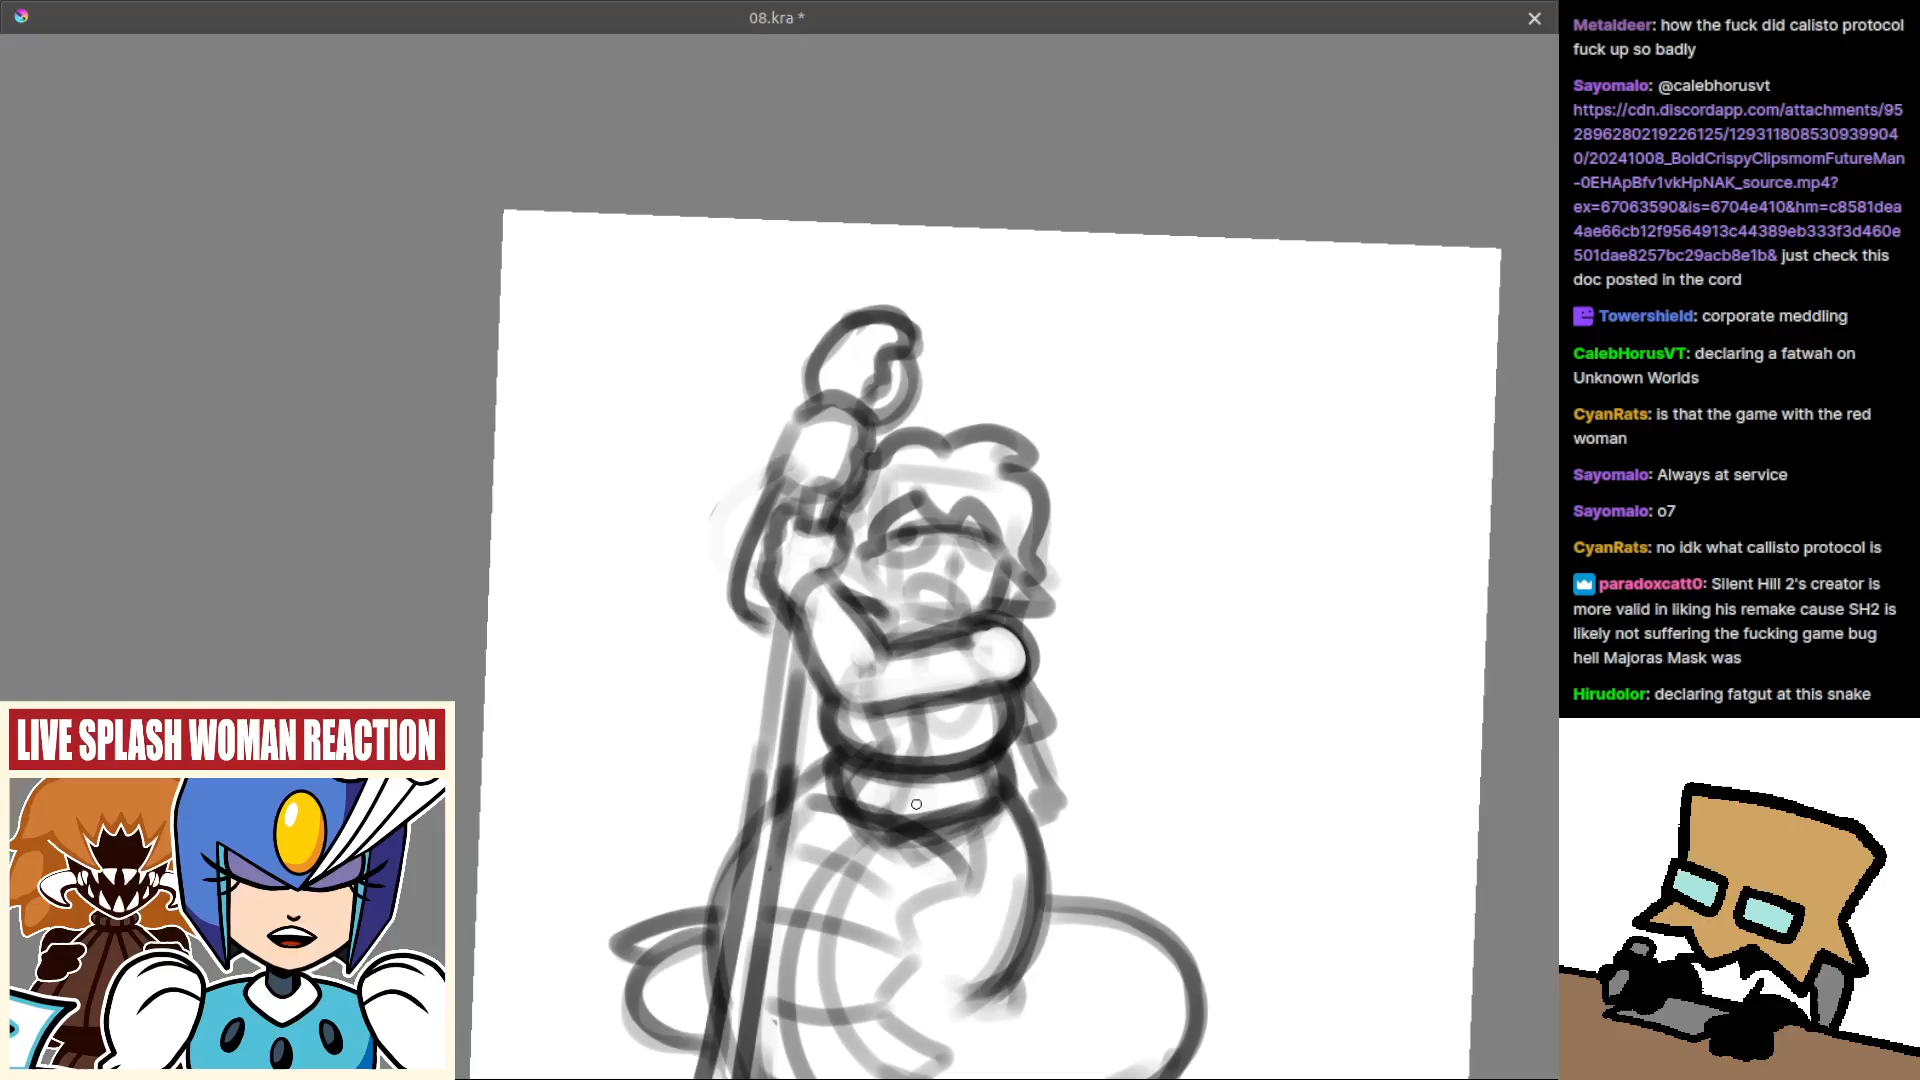 08.kra *
Metaldeer: how the fuck did calisto protocol
fuck up so badly
Sayomalo: @calebhorusvt
https://cdn.discordapp.com/attachments/95
2896280219226125/129311808530939904
0/20241008_BoldCrispyClipsmomFutureMan
-0EHApBfv1vkHpNAK_source.mp4?
ex=67063590&is=6704e410&hm=c8581dea
4ae66cb12f9564913c44389eb333f3d460e
501dae8257bc29acb8e1b& just check this
doc posted in the cord
Towershield: corporate meddling
CalebHorusVT: declaring a fatwah on
Unknown Worlds
CyanRats: is that the game with the red
woman
Sayomalo: Always at service
Sayomalo: o7
CyanRats: no idk what callisto protocol is
paradoxcatt0: Silent Hill 2's creator is
more valid in liking his remake cause SH2 is
likely not suffering the fucking game bug
hell Majoras Mask was
Hirudolor: declaring fatgut at this snake
LIVE SPLASH WOMAN REACTION